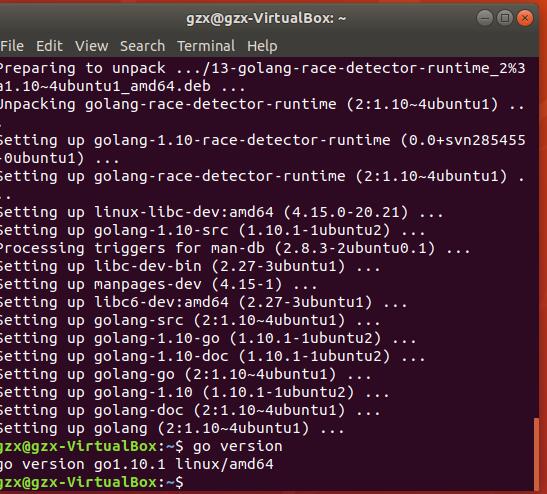 gzx@gzx-VirtualBox: ~
File Edit View Search Terminal Help
Preparing to unpack .../13-golang-race-detector-runtime_2%3
a1.10~4ubuntu1_amd64.deb ...
Unpacking golang-race-detector-runtime (2:1.10~4ubuntu1) ..
.
Setting up golang-1.10-race-detector-runtime (0.0+svn285455
-0ubuntu1) ...
Setting up golang-race-detector-runtime (2:1.10~4ubuntu1) .
..
Setting up linux-libc-dev:amd64 (4.15.0-20.21) ...
Setting up golang-1.10-src (1.10.1-1ubuntu2) ...
Processing triggers for man-db (2.8.3-2ubuntu0.1) ...
Setting up libc-dev-bin (2.27-3ubuntu1) ...
Setting up manpages-dev (4.15-1) ...
Setting up libc6-dev:amd64 (2.27-3ubuntu1) ...
Setting up golang-src (2:1.10~4ubuntu1) ...
Setting up golang-1.10-go (1.10.1-1ubuntu2) ...
Setting up golang-1.10-doc (1.10.1-1ubuntu2) ...
Setting up golang-go (2:1.10~4ubuntu1) ...
Setting up golang-1.10 (1.10.1-1ubuntu2) ...
Setting up golang-doc (2:1.10~4ubuntu1) ...
Setting up golang (2:1.10~4ubuntu1) ...
gzx@gzx-VirtualBox:~$ go version
go version go1.10.1 linux/amd64
gzx@gzx-VirtualBox:~$